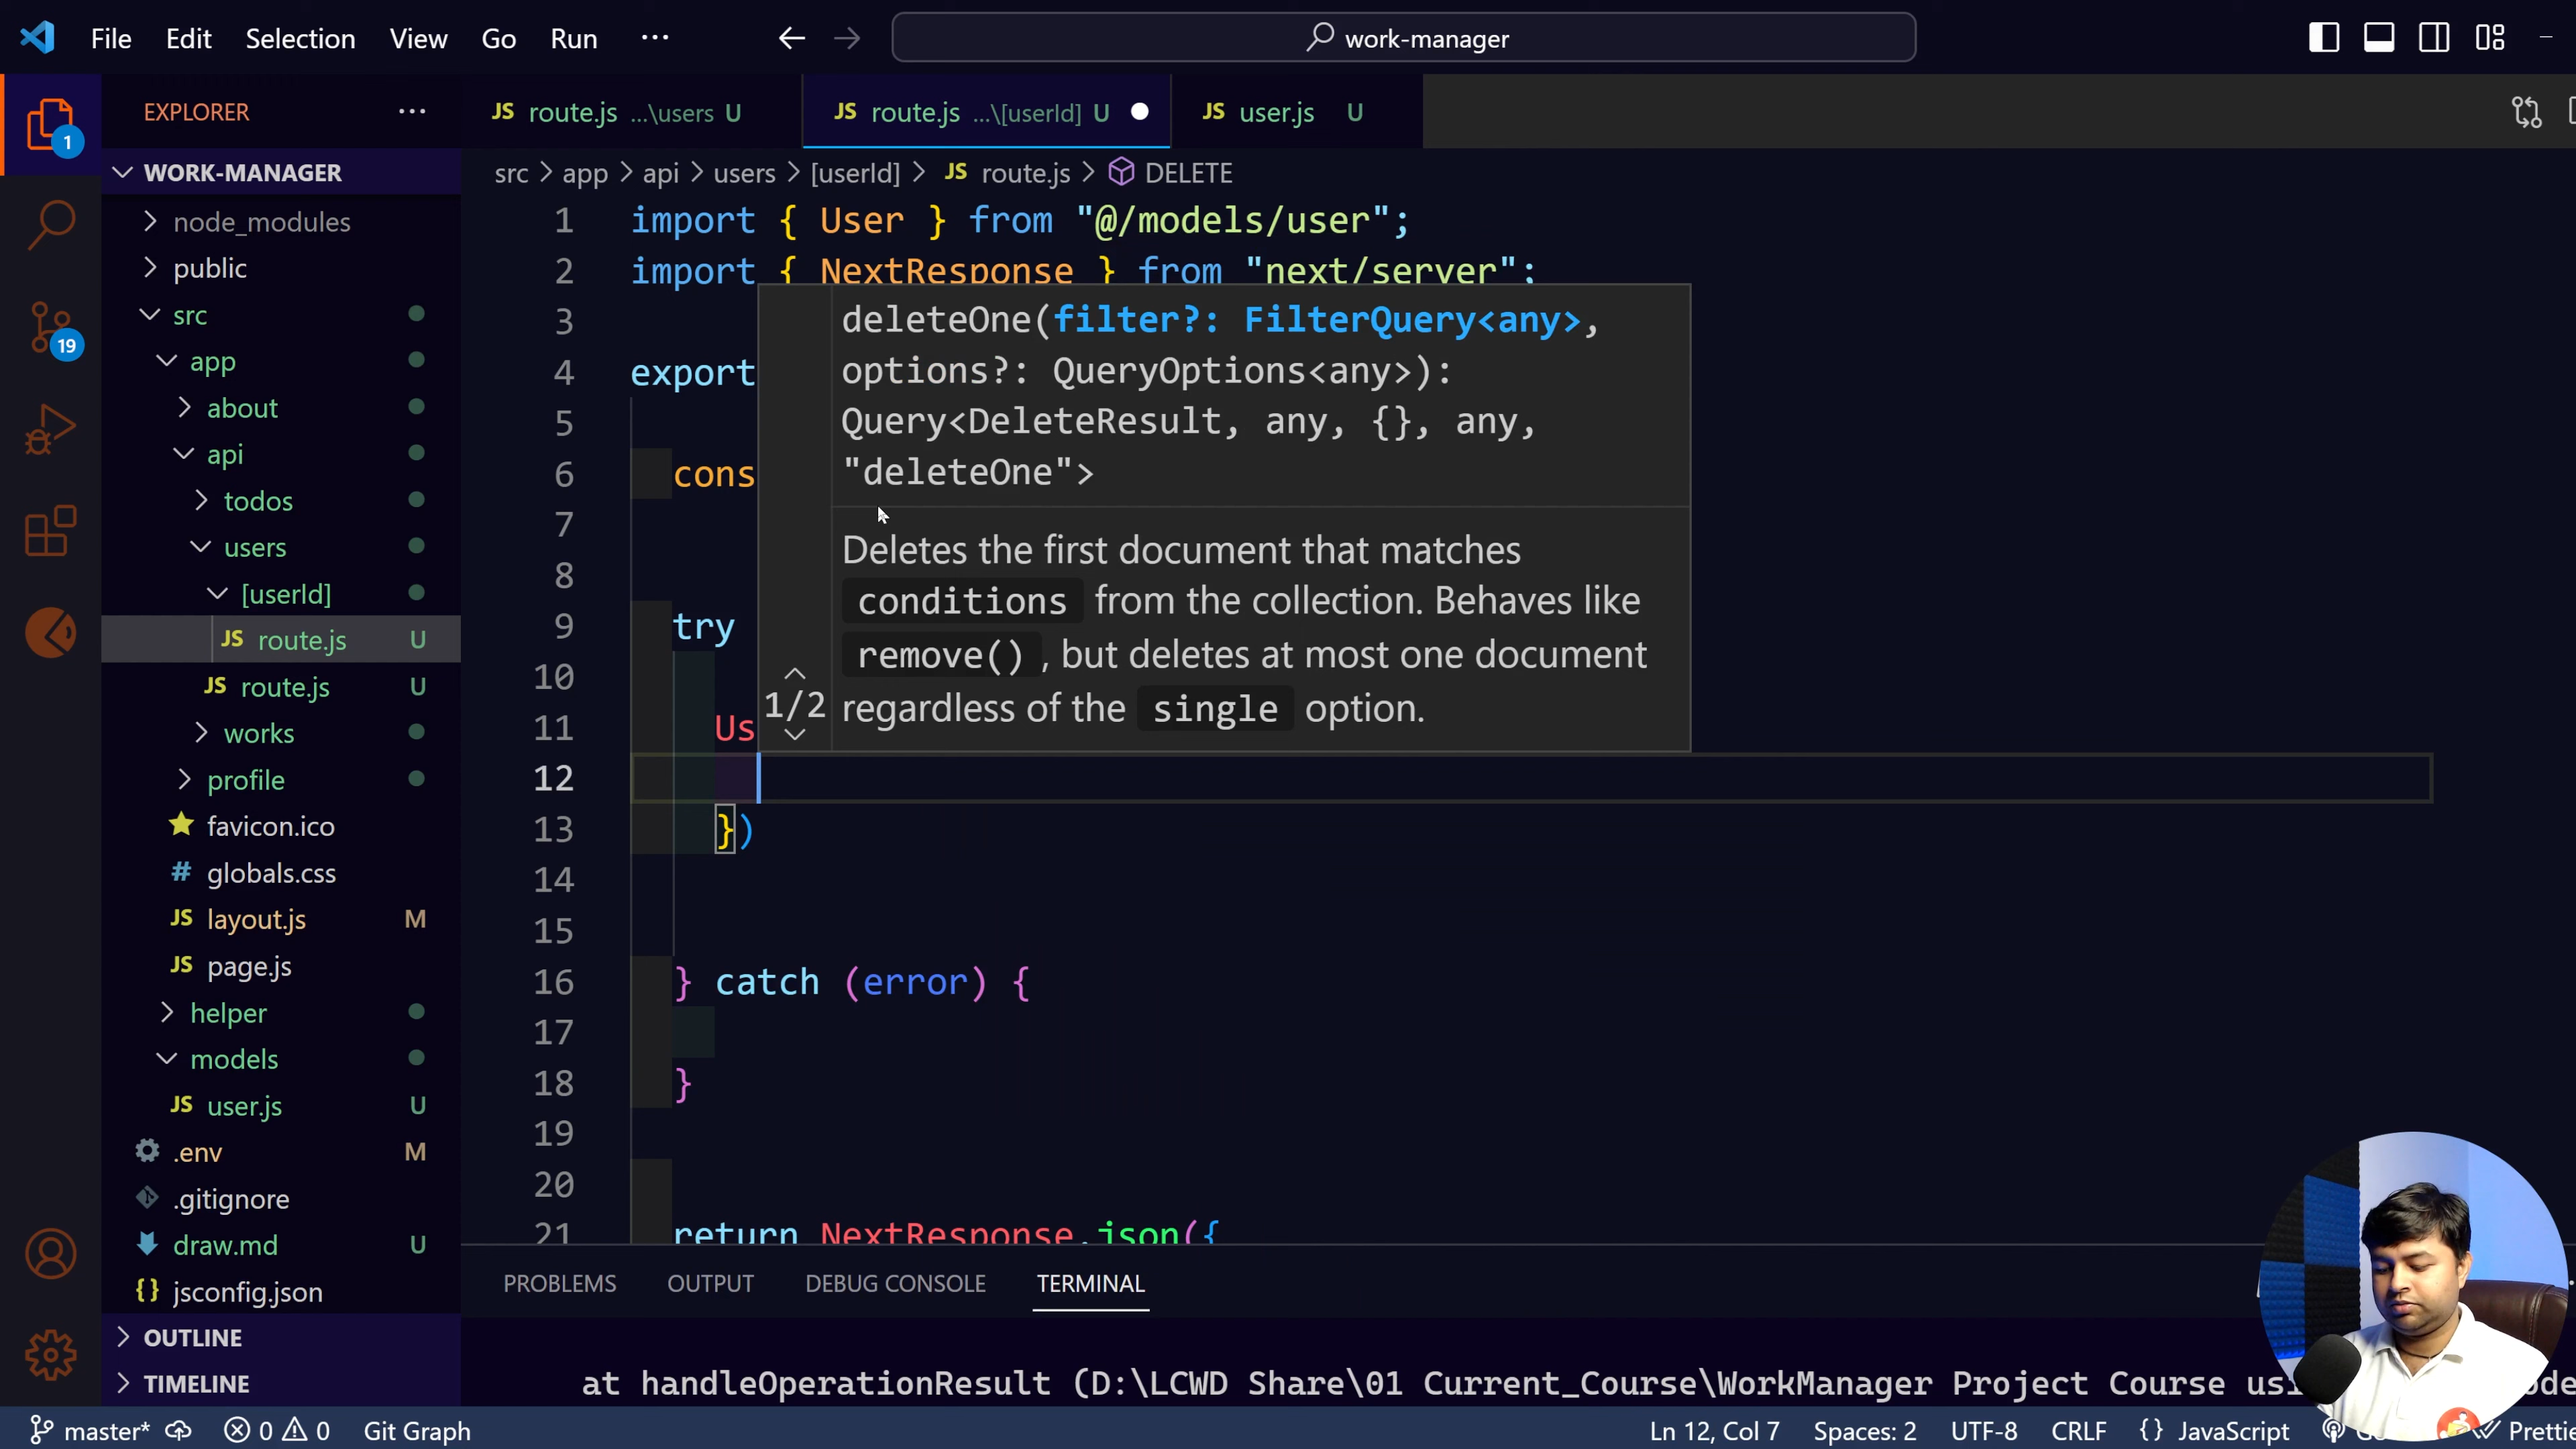 File Edit Selection View Go Run ···
work-manager
EXPLORER ···
1
19
WORK-MANAGER
node_modules
public
src
app
about
api
todos
users
[userId]
JS route.js U
JS route.js U
works
profile
favicon.ico
# globals.css
JS layout.js M
JS page.js
helper
models
JS user.js U
.env M
.gitignore
draw.md U
{} jsconfig.json
OUTLINE
TIMELINE
JS route.js ...\users U
JS route.js ...\[userId] U
JS user.js U
src > app > api > users > [userId] > JS route.js > DELETE
1 import { User } from "@/models/user";
2 import { NextResponse } from "next/server";
3
4 export
5
6 cons
7
8
9 try
10
11 Us
12
13 })
14
15
16 } catch (error) {
17
18 }
19
20
21 return NextResponse.json({
deleteOne(filter?: FilterQuery<any>,
options?: QueryOptions<any>):
Query<DeleteResult, any, {}, any,
"deleteOne">
Deletes the first document that matches
conditions from the collection. Behaves like
remove(), but deletes at most one document
regardless of the single option.
1/2
PROBLEMS OUTPUT DEBUG CONSOLE TERMINAL
at handleOperationResult (D:\LCWD Share\01 Current_Course\WorkManager Project Course usi
master* 0 0 Git Graph
Ln 12, Col 7 Spaces: 2 UTF-8 CRLF {} JavaScript